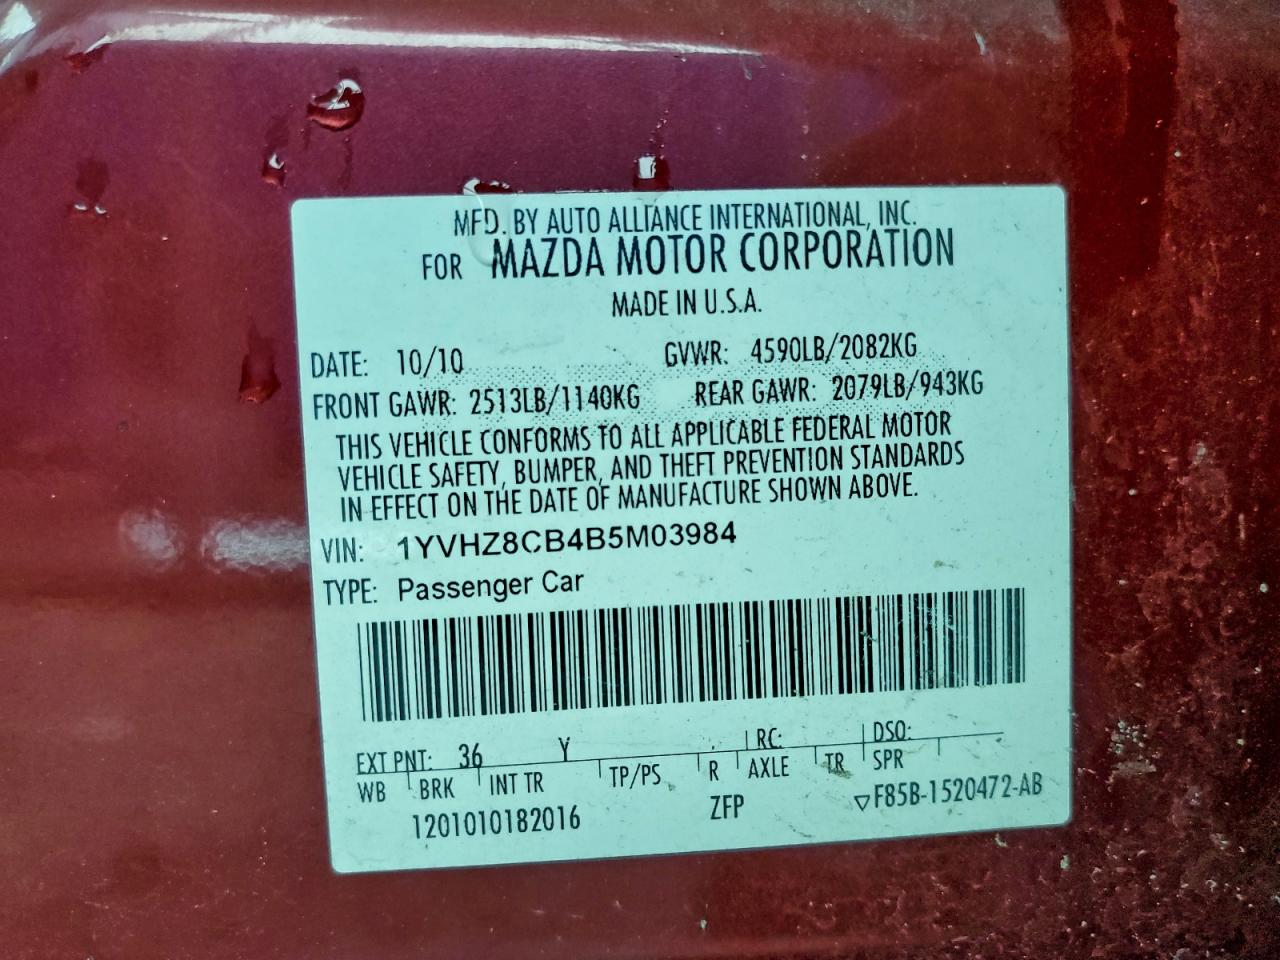 MFD. BY AUTO ALLIANCE INTERNATIONAL, INC.
FOR MAZDA MOTOR CORPORATION
MADE IN U.S.A.
DATE: 10/10 GVWR: 4590LB/2082KG
FRONT GAWR: 2513LB/1140KG REAR GAWR: 2079LB/943KG
THIS VEHICLE CONFORMS TO ALL APPLICABLE FEDERAL MOTOR
VEHICLE SAFETY, BUMPER, AND THEFT PREVENTION STANDARDS
IN EFFECT ON THE DATE OF MANUFACTURE SHOWN ABOVE.
VIN: 1YVHZ8CB4B5M03984
TYPE: Passenger Car
EXT PNT: 36 Y RC: DSO:
WB BRK INT TR TP/PS R AXLE TR SPR
1201010182016 ZFP ▽F85B-1520472-AB